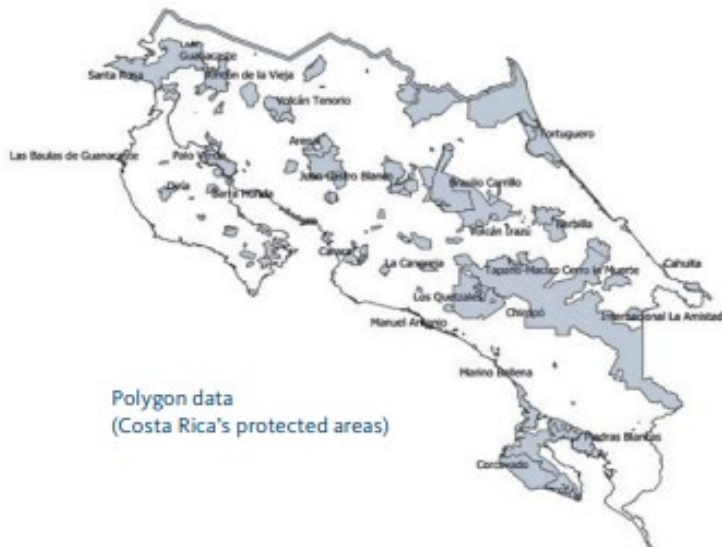 Guanacaste
Santa Rosa
Rincón de la Vieja
Volcán Tenorio
Tortuguero
Las Baulas de Guanacaste
Palo Verde
Arenal
Juan Castro Blanco
Braulio Carrillo
Diriá
Barra Honda
Volcán Irazú
Barbilla
Carara
La Cangreja
Tapantí-Macizo Cerro la Muerte
Cahuita
Los Quetzales
Chirripó
Internacional La Amistad
Manuel Antonio
Marino Ballena
Polygon data
(Costa Rica's protected areas)
Piedras Blancas
Corcovado